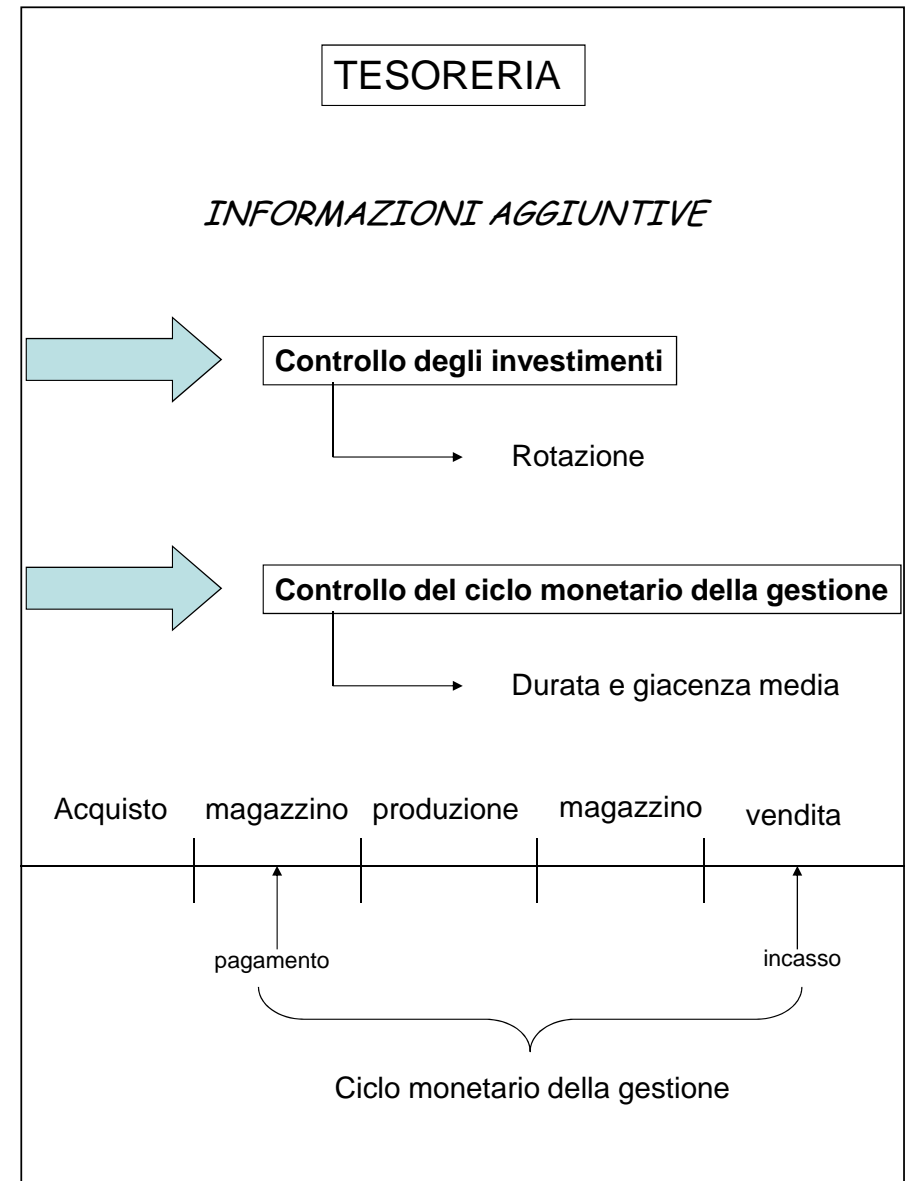 TESORERIA
INFORMAZIONI AGGIUNTIVE
Controllo degli investimenti
Rotazione
Controllo del ciclo monetario della gestione
Durata e giacenza media
Acquisto magazzino produzione magazzino vendita
pagamento incasso
Ciclo monetario della gestione